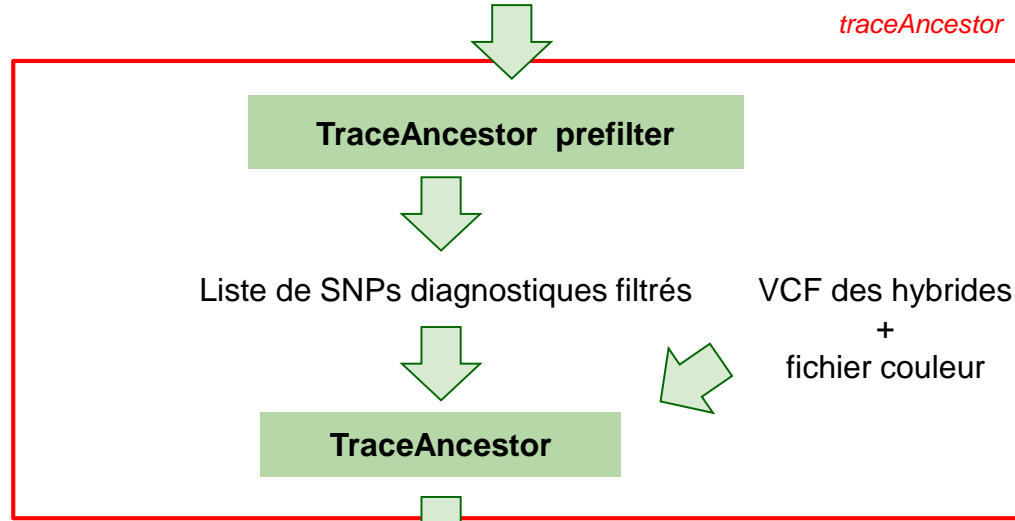 traceAncestor
TraceAncestor prefilter
Liste de SNPs diagnostiques filtrés
VCF des hybrides
+
fichier couleur
TraceAncestor